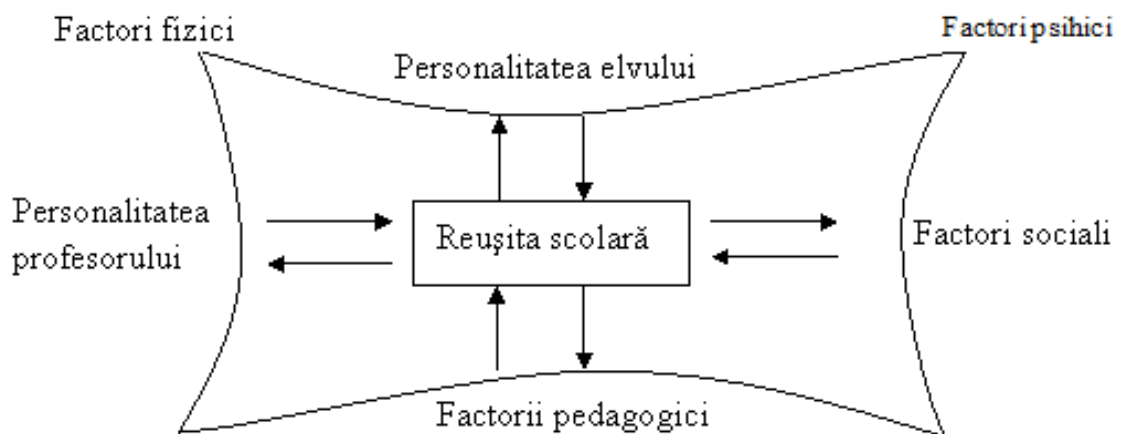 Factori fizici
Factori psihici
Personalitatea elvului
Personalitatea
profesorului
Reuşita scolară
Factori sociali
Factorii pedagogici